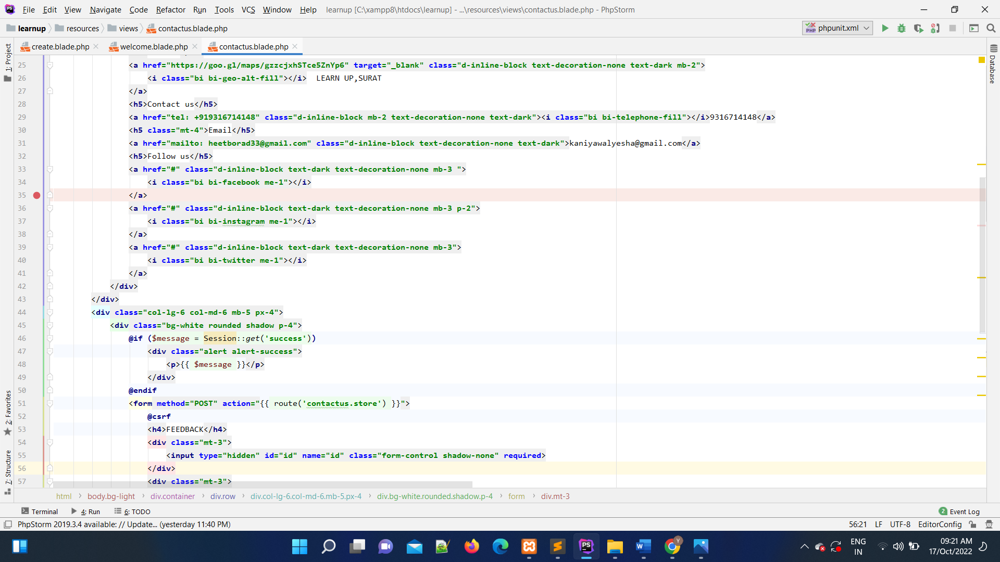 File Edit View Navigate Code Refactor Run Tools VCS Window Help learnup [C:\xampp8\htdocs\learnup] - ...\resources\views\contactus.blade.php - PhpStorm
learnup resources views contactus.blade.php phpunit.xml
create.blade.php welcome.blade.php contactus.blade.php
1: Project
Database
25 <a href="https://goo.gl/maps/gzzcjxhSTce5ZnYp6" target="_blank" class="d-inline-block text-decoration-none text-dark mb-2">
26 <i class="bi bi-geo-alt-fill"></i> LEARN UP,SURAT
27 </a>
28 <h5>Contact us</h5>
29 <a href="tel: +919316714148" class="d-inline-block mb-2 text-decoration-none text-dark"><i class="bi bi-telephone-fill"></i>9316714148</a>
30 <h5 class="mt-4">Email</h5>
31 <a href="mailto: heetborad33@gmail.com" class="d-inline-block text-decoration-none text-dark">kaniyawalyesha@gmail.com</a>
32 <h5>Follow us</h5>
33 <a href="#" class="d-inline-block text-dark text-decoration-none mb-3 ">
34 <i class="bi bi-facebook me-1"></i>
35 </a>
36 <a href="#" class="d-inline-block text-dark text-decoration-none mb-3 p-2">
37 <i class="bi bi-instagram me-1"></i>
38 </a>
39 <a href="#" class="d-inline-block text-dark text-decoration-none mb-3">
40 <i class="bi bi-twitter me-1"></i>
41 </a>
42 </div>
43 </div>
44 <div class="col-lg-6 col-md-6 mb-5 px-4">
45 <div class="bg-white rounded shadow p-4">
46 @if ($message = Session::get('success'))
47 <div class="alert alert-success">
48 <p>{{ $message }}</p>
49 </div>
50 @endif
51 <form method="POST" action="{{ route('contactus.store') }}">
52 @csrf
53 <h4>FEEDBACK</h4>
54 <div class="mt-3">
55 <input type="hidden" id="id" name="id" class="form-control shadow-none" required>
56 </div>
57 <div class="mt-3">
2: Favorites
7: Structure
html body.bg-light div.container div.row div.col-lg-6.col-md-6.mb-5.px-4 div.bg-white.rounded.shadow.p-4 form div.mt-3
Terminal 4: Run 6: TODO 2 Event Log
PhpStorm 2019.3.4 available: // Update... (yesterday 11:40 PM) 56:21 LF UTF-8 EditorConfig
ENG
IN
09:21 AM
17/Oct/2022